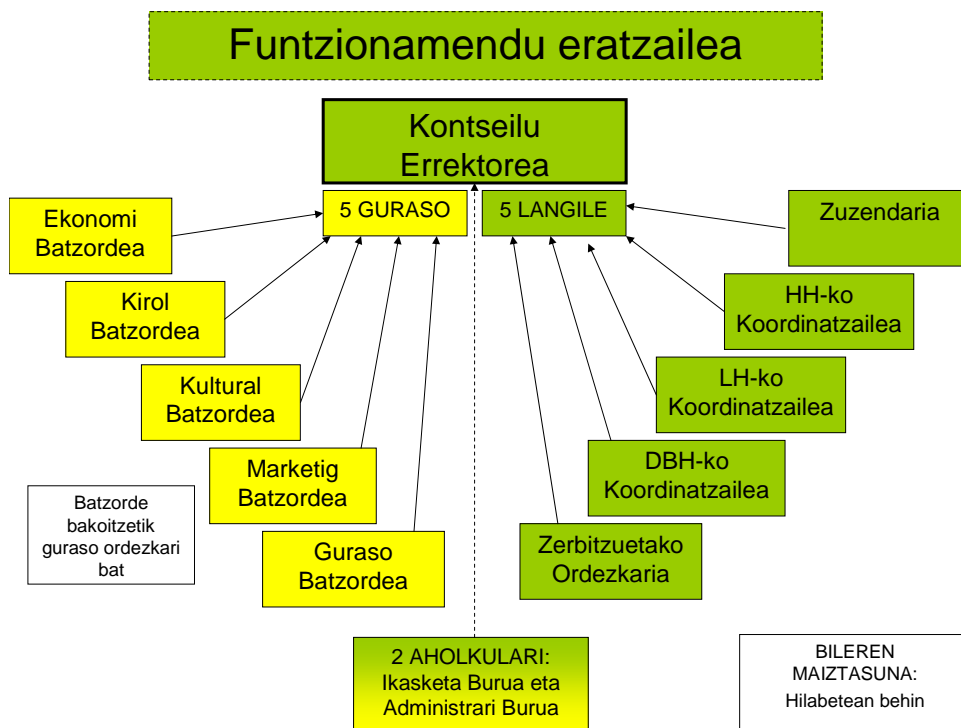 Funtzionamendu eratzailea
Kontseilu
Errektorea
5 GURASO
5 LANGILE
Ekonomi
Batzordea
Kirol
Batzordea
Kultural
Batzordea
Marketig
Batzordea
Guraso
Batzordea
Zuzendaria
HH-ko
Koordinatzailea
LH-ko
Koordinatzailea
DBH-ko
Koordinatzailea
Zerbitzuetako
Ordezkaria
Batzorde
bakoitzetik
guraso ordezkari
bat
2 AHOLKULARI:
Ikasketa Burua eta
Administrari Burua
BILEREN
MAIZTASUNA:
Hilabetean behin